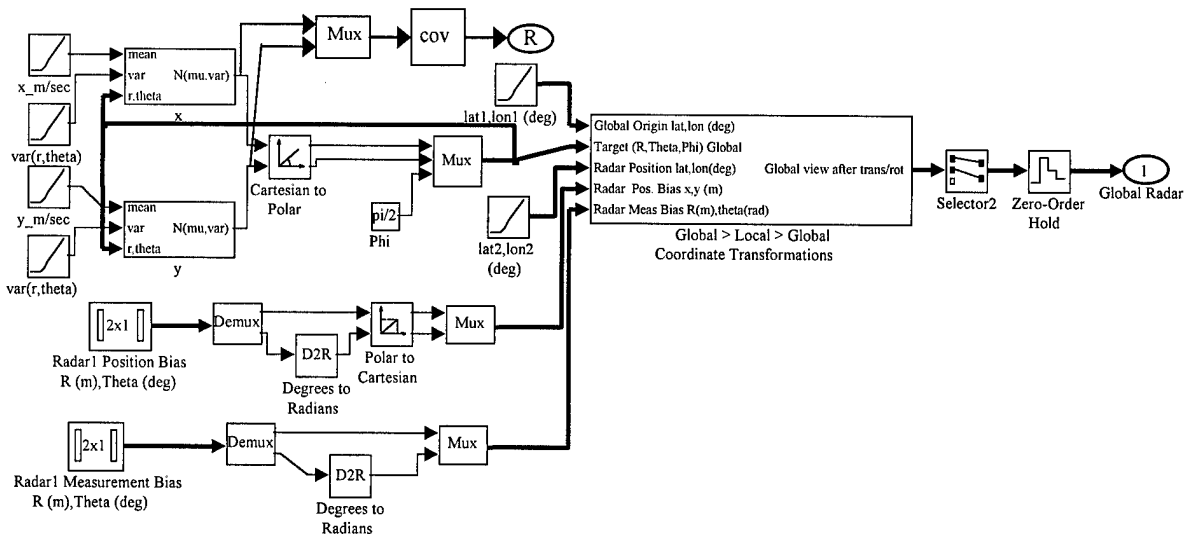 mean
var
r,theta
N(mu.var)
x
x_m/sec
var(r,theta)
y_m/sec
var(r,theta)
mean
var
r,theta
N(mu,var)
y
Mux
cov
R
Cartesian to
Polar
pi/2
Phi
Mux
lat1,lon1 (deg)
lat2,lon2
(deg)
Global Origin lat,lon (deg)
Target (R,Theta,Phi) Global
Radar Position lat,lon(deg)
Radar Pos. Bias x,y (m)
Radar Meas Bias R(m),theta(rad)
Global view after trans/rot
Global > Local > Global
Coordinate Transformations
Selector2
Zero-Order
Hold
1
Global Radar
2x1
Radar1 Position Bias
R (m),Theta (deg)
Demux
D2R
Degrees to
Radians
Polar to
Cartesian
Mux
2x1
Radar1 Measurement Bias
R (m),Theta (deg)
Demux
D2R
Degrees to
Radians
Mux